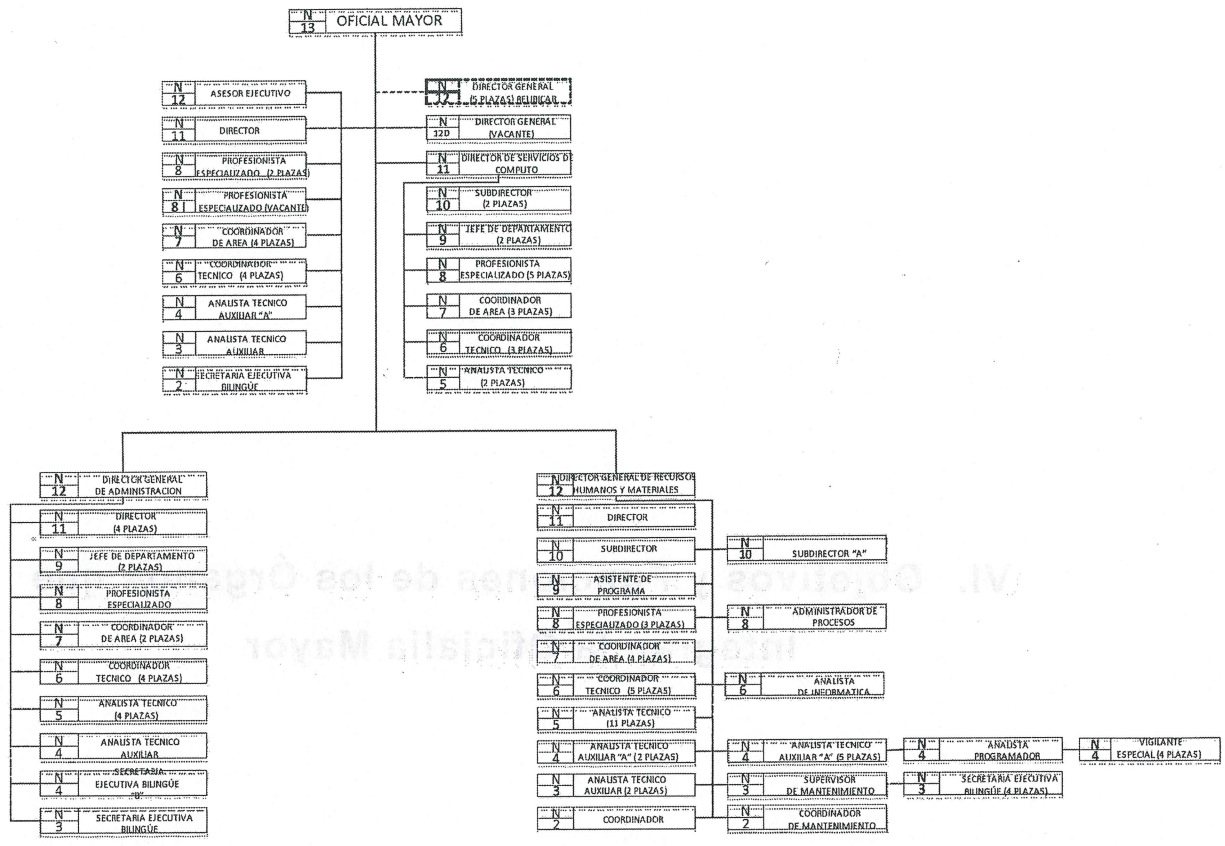 N
13
OFICIAL MAYOR
N
12
ASESOR EJECUTIVO
N
11
DIRECTOR
N
8
PROFESIONISTA
ESPECIALIZADO (2 PLAZAS)
N
8
PROFESIONISTA
ESPECIALIZADO (VACANTE)
N
7
COORDINADOR
DE AREA (4 PLAZAS)
N
6
COORDINADOR
TECNICO (4 PLAZAS)
N
4
ANALISTA TECNICO
AUXILIAR "A"
N
3
ANALISTA TECNICO
AUXILIAR
N
2
SECRETARIA EJECUTIVA
BILINGÜE
N
12
DIRECTOR GENERAL
(5 PLAZAS) REUBICAR
N
12D
DIRECTOR GENERAL
(VACANTE)
N
11
DIRECTOR DE SERVICIOS DE
COMPUTO
N
10
SUBDIRECTOR
(2 PLAZAS)
N
9
JEFE DE DEPARTAMENTO
(2 PLAZAS)
N
8
PROFESIONISTA
ESPECIALIZADO (5 PLAZAS)
N
7
COORDINADOR
DE AREA (3 PLAZAS)
N
6
COORDINADOR
TECNICO (3 PLAZAS)
N
5
ANALISTA TECNICO
(2 PLAZAS)
N
12
DIRECTOR GENERAL
DE ADMINISTRACION
N
11
DIRECTOR
(4 PLAZAS)
N
9
JEFE DE DEPARTAMENTO
(2 PLAZAS)
N
8
PROFESIONISTA
ESPECIALIZADO
N
7
COORDINADOR
DE AREA (2 PLAZAS)
N
6
COORDINADOR
TECNICO (4 PLAZAS)
N
5
ANALISTA TECNICO
(4 PLAZAS)
N
4
ANALISTA TECNICO
AUXILIAR
N
4
SECRETARIA
EJECUTIVA BILINGÜE
"B"
N
3
SECRETARIA EJECUTIVA
BILINGÜE
N
12
DIRECTOR GENERAL DE RECURSOS
HUMANOS Y MATERIALES
N
11
DIRECTOR
N
10
SUBDIRECTOR
N
10
SUBDIRECTOR "A"
N
9
ASISTENTE DE
PROGRAMA
N
8
PROFESIONISTA
ESPECIALIZADO (3 PLAZAS)
N
8
ADMINISTRADOR DE
PROCESOS
N
7
COORDINADOR
DE AREA (4 PLAZAS)
N
6
COORDINADOR
TECNICO (5 PLAZAS)
N
6
ANALISTA
DE INFORMATICA
N
5
ANALISTA TECNICO
(11 PLAZAS)
N
4
ANALISTA TECNICO
AUXILIAR "A" (2 PLAZAS)
N
4
ANALISTA TECNICO
AUXILIAR "A" (5 PLAZAS)
N
4
ANALISTA
PROGRAMADOR
N
4
VIGILANTE
ESPECIAL (4 PLAZAS)
N
3
ANALISTA TECNICO
AUXILIAR (2 PLAZAS)
N
3
SUPERVISOR
DE MANTENIMIENTO
N
3
SECRETARIA EJECUTIVA
BILINGÜE (4 PLAZAS)
N
2
COORDINADOR
N
2
COORDINADOR
DE MANTENIMIENTO